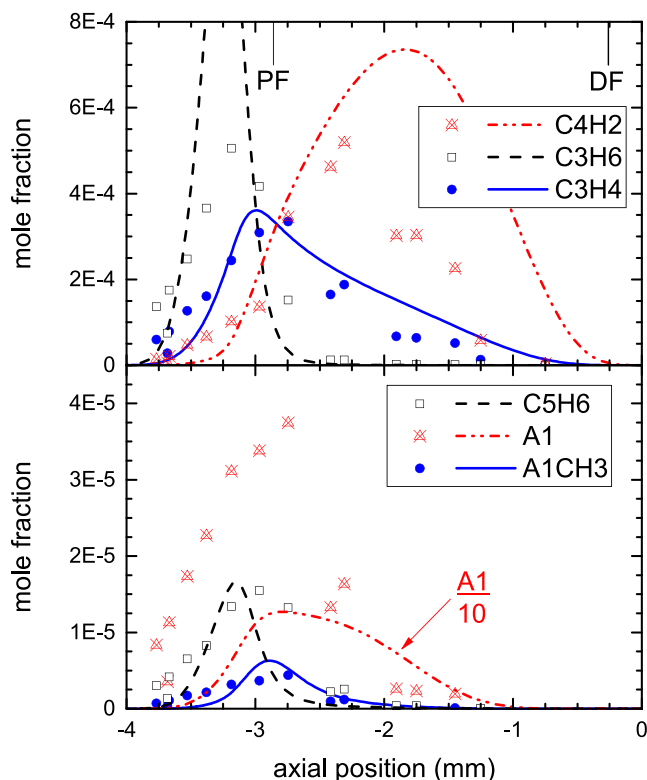 8E-4
6E-4
4E-4
2E-4
0
mole fraction
PF
DF
C4H2
C3H6
C3H4
4E-5
3E-5
2E-5
1E-5
0
mole fraction
C5H6
A1
A1CH3
A1
10
-4
-3
-2
-1
0
axial position (mm)